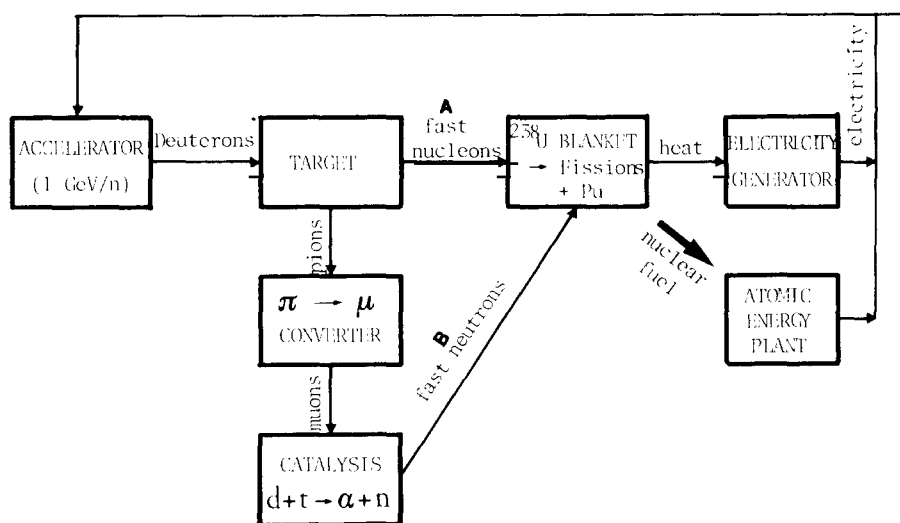 ACCELERATOR
(1 GeV/n)
Deuterons
TARGET
A
fast
nucleons
238U BLANKET
→ Fissions
+ Pu
heat
ELECTRICITY
GENERATOR
electricity
pions
π → μ
CONVERTER
muons
CATALYSIS
d+t→α+n
B
fast neutrons
nuclear
fuel
ATOMIC
ENERGY
PLANT